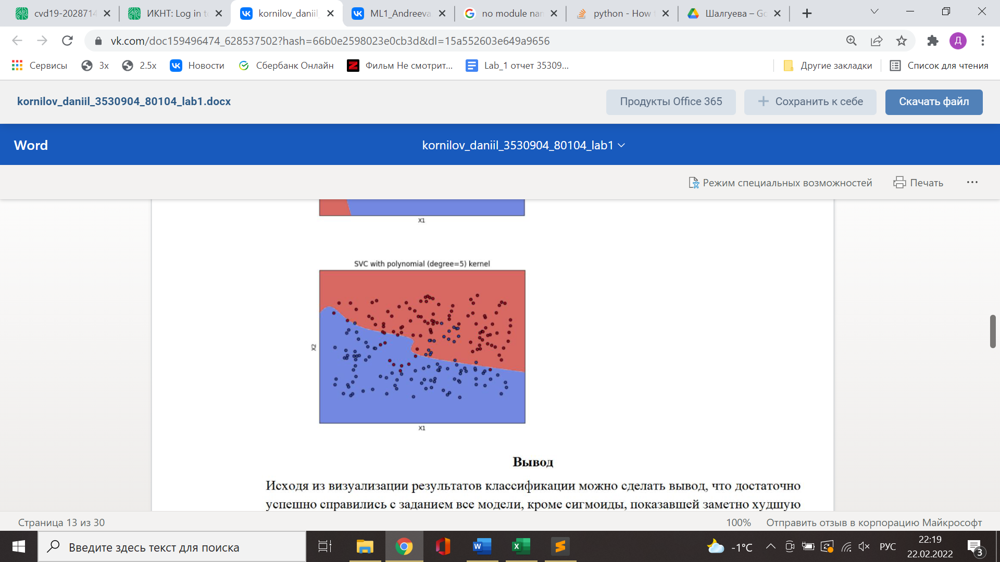 cvd19-2028714
ИКНТ: Log in to
kornilov_daniil_
ML1_Andreeva
no module nam
python - How t
Шалгуева – Go
vk.com/doc159496474_628537502?hash=66b0e2598023e0cb3d&dl=15a552603e649a9656
Д
Сервисы
3x
2.5x
Новости
Сбербанк Онлайн
Фильм Не смотрит...
Lab_1 отчет 35309...
Другие закладки
Список для чтения
kornilov_daniil_3530904_80104_lab1.docx
Продукты Office 365
Сохранить к себе
Скачать файл
Word
kornilov_daniil_3530904_80104_lab1
Режим специальных возможностей
Печать
X1
SVC with polynomial (degree=5) kernel
X2
X1
Вывод
Исходя из визуализации результатов классификации можно сделать вывод, что достаточно
успешно справились с заданием все модели, кроме сигмоиды, показавшей заметно худшую
Страница 13 из 30
100%
Отправить отзыв в корпорацию Майкрософт
Введите здесь текст для поиска
-1°C
РУС
22:19
22.02.2022
3